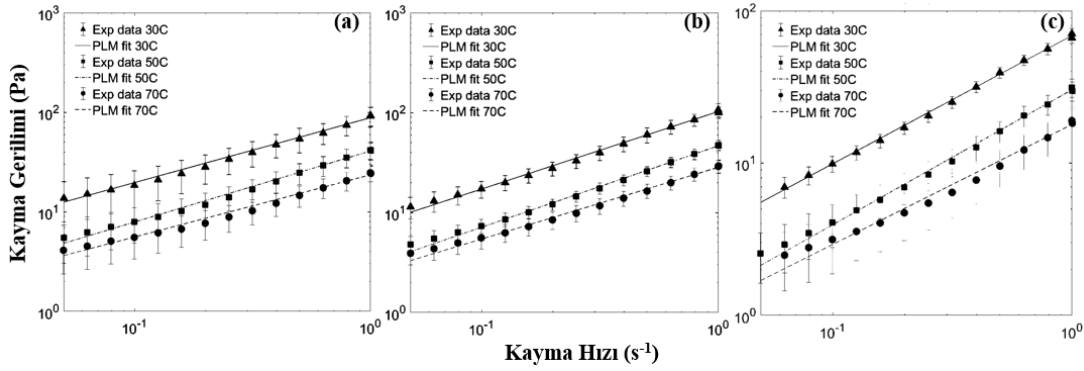 Kayma Gerilimi (Pa)
(a)
Exp data 30C
PLM fit 30C
Exp data 50C
PLM fit 50C
Exp data 70C
PLM fit 70C
10³
10²
10¹
10⁰
10⁻¹
10⁰
(b)
Exp data 30C
PLM fit 30C
Exp data 50C
PLM fit 50C
Exp data 70C
PLM fit 70C
10³
10²
10¹
10⁰
10⁻¹
10⁰
(c)
Exp data 30C
PLM fit 30C
Exp data 50C
PLM fit 50C
Exp data 70C
PLM fit 70C
10²
10¹
10⁰
10⁻¹
10⁰
Kayma Hızı (s⁻¹)